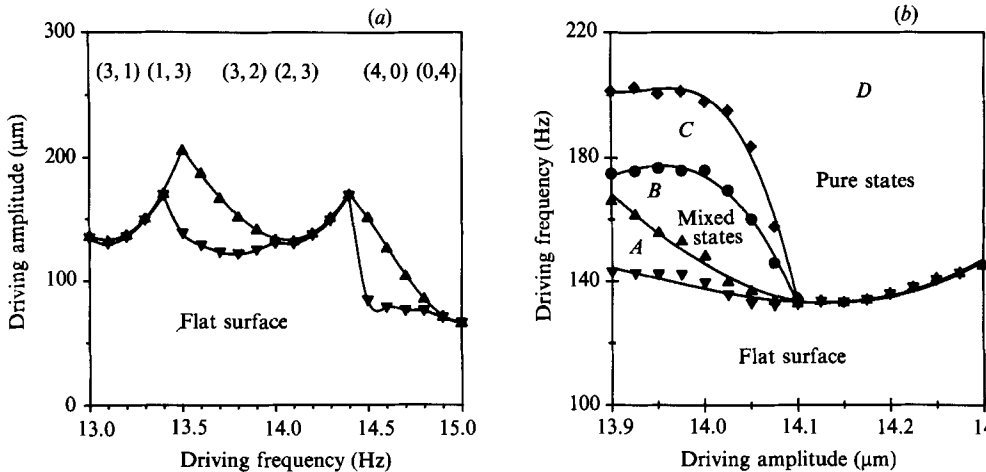 (a)
300
(3, 1) (1, 3) (3, 2) (2, 3) (4, 0) (0,4)
200
Driving amplitude (μm)
100
Flat surface
0
13.0 13.5 14.0 14.5 15.0
Driving frequency (Hz)
(b)
220
D
C
180
Pure states
B
Mixed
states
Driving frequency (Hz)
A
140
Flat surface
100
13.9 14.0 14.1 14.2 14
Driving amplitude (μm)